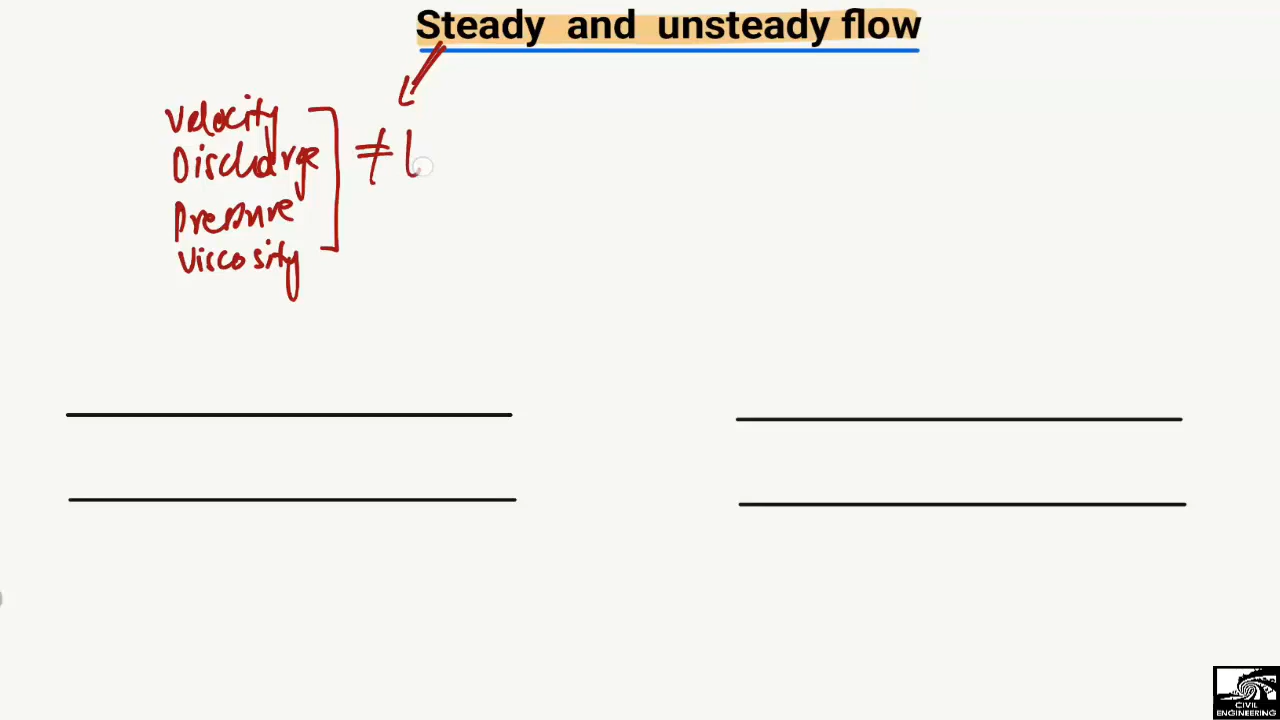 Steady and unsteady flow
Velocity
Discharge
Pressure
Viscosity
≠
CIVIL
ENGINEERING